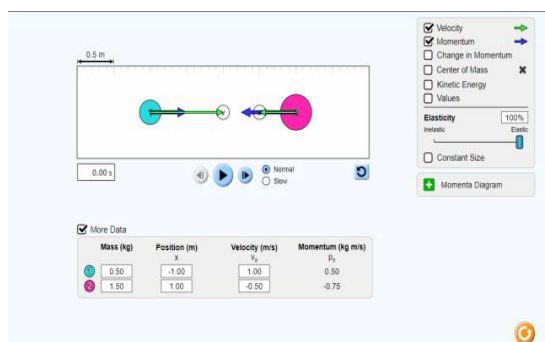 0.5 m
0.00 s
Normal
Slow
Velocity
Momentum
Change in Momentum
Center of Mass
Kinetic Energy
Values
Elasticity 100%
Inelastic Elastic
Constant Size
Momenta Diagram
More Data
Mass (kg) Position (m) Velocity (m/s) Momentum (kg m/s)
x Vx Px
1 0.50 -1.00 1.00 0.50
2 1.50 1.00 -0.50 -0.75